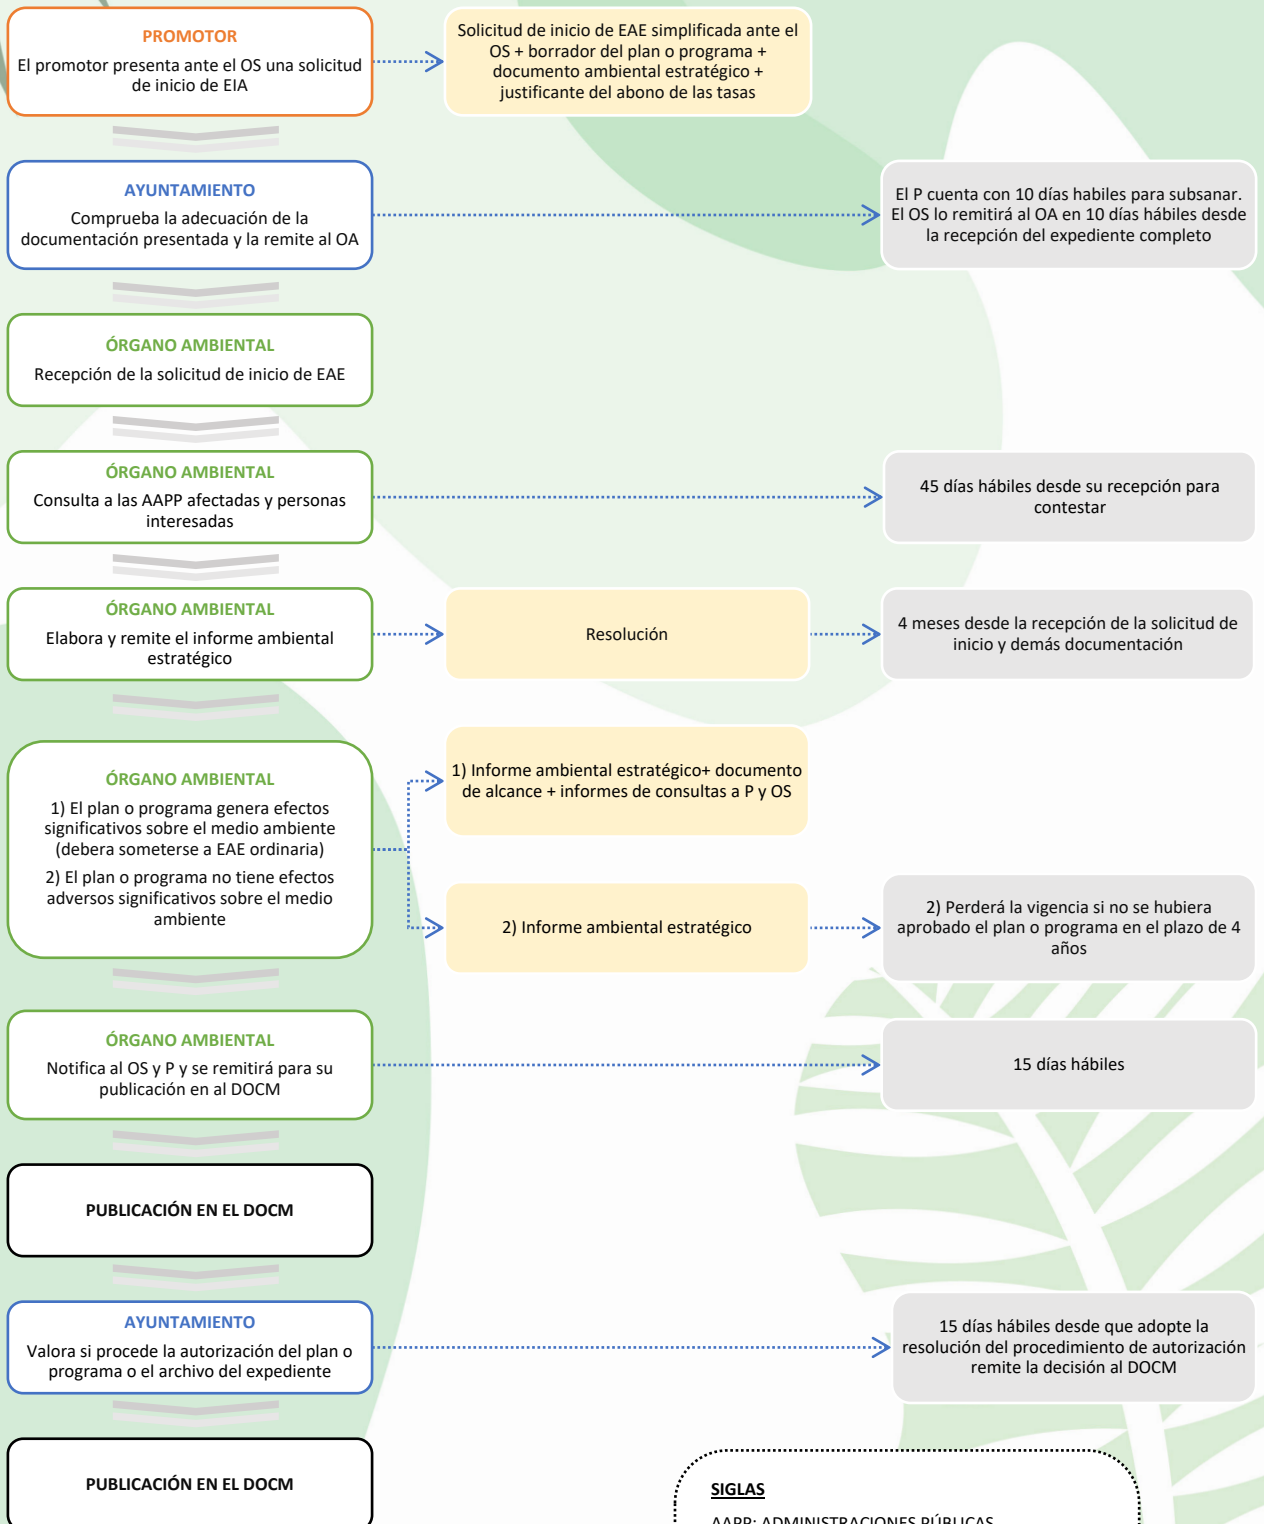 PROMOTOR
El promotor presenta ante el OS una solicitud
de inicio de EIA
Solicitud de inicio de EAE simplificada ante el
OS + borrador del plan o programa +
documento ambiental estratégico +
justificante del abono de las tasas
AYUNTAMIENTO
Comprueba la adecuación de la
documentación presentada y la remite al OA
El P cuenta con 10 días habiles para subsanar.
El OS lo remitirá al OA en 10 días hábiles desde
la recepción del expediente completo
ÓRGANO AMBIENTAL
Recepción de la solicitud de inicio de EAE
ÓRGANO AMBIENTAL
Consulta a las AAPP afectadas y personas
interesadas
45 días hábiles desde su recepción para
contestar
ÓRGANO AMBIENTAL
Elabora y remite el informe ambiental
estratégico
Resolución
4 meses desde la recepción de la solicitud de
inicio y demás documentación
ÓRGANO AMBIENTAL
1) El plan o programa genera efectos
significativos sobre el medio ambiente
(debera someterse a EAE ordinaria)
2) El plan o programa no tiene efectos
adversos significativos sobre el medio
ambiente
1) Informe ambiental estratégico+ documento
de alcance + informes de consultas a P y OS
2) Informe ambiental estratégico
2) Perderá la vigencia si no se hubiera
aprobado el plan o programa en el plazo de 4
años
ÓRGANO AMBIENTAL
Notifica al OS y P y se remitirá para su
publicación en al DOCM
15 días hábiles
PUBLICACIÓN EN EL DOCM
AYUNTAMIENTO
Valora si procede la autorización del plan o
programa o el archivo del expediente
15 días hábiles desde que adopte la
resolución del procedimiento de autorización
remite la decisión al DOCM
PUBLICACIÓN EN EL DOCM
SIGLAS
AAPP: ADMINISTRACIONES PÚBLICAS